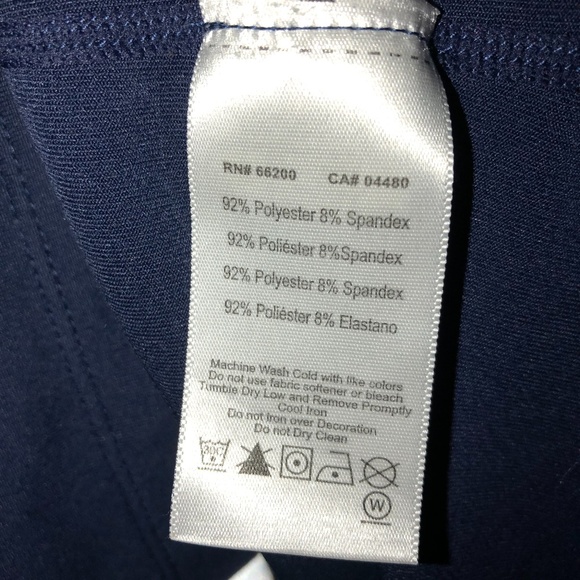 RN# 66200 CA# 04480
92% Polyester 8% Spandex
92% Poliéster 8%Spandex
92% Polyester 8% Spandex
92% Poliéster 8% Elastano
Machine Wash Cold with like colors
Do not use fabric softener or bleach
Tumble Dry Low and Remove Promptly
Cool Iron
Do not Iron over Decoration
Do not Dry Clean
30C
W